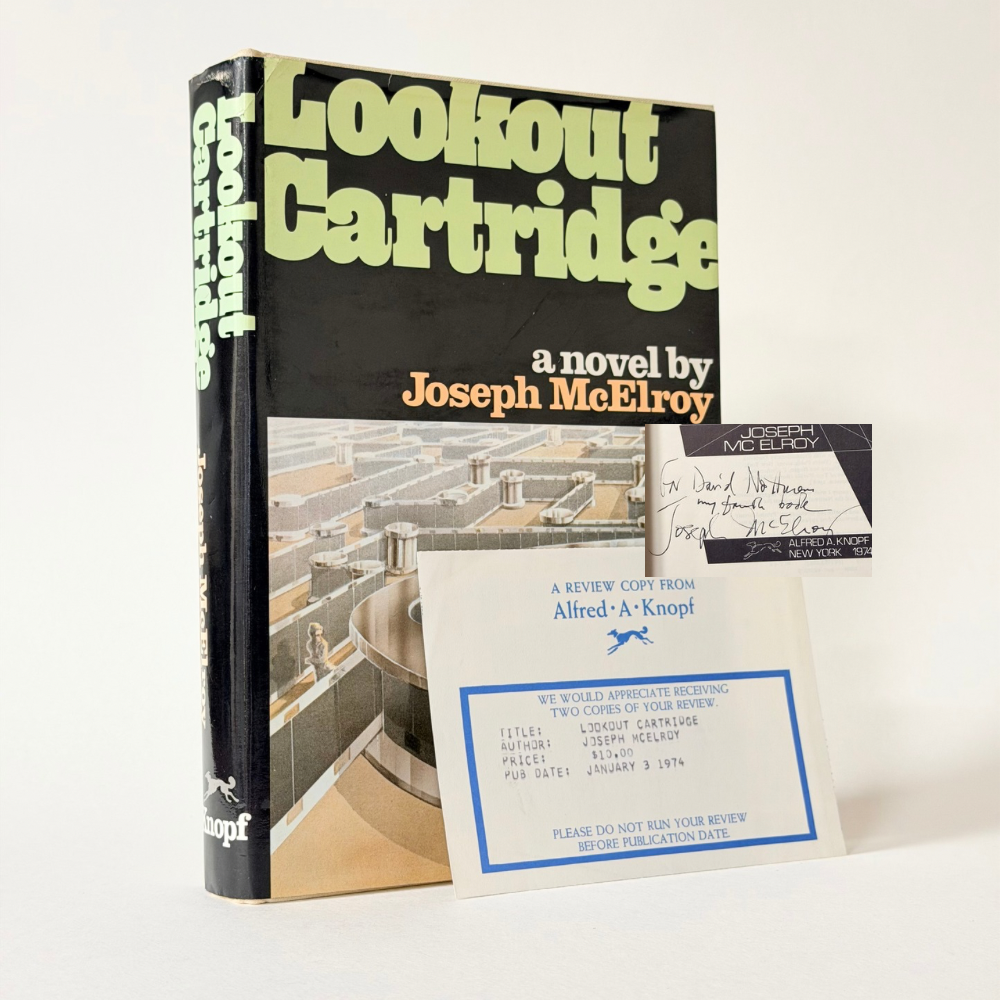 Lookout
Cartridge
a novel by
Joseph McElroy
Lookout
Cartridge
Joseph McElroy
Knopf
JOSEPH
MC ELROY
For David
my fourth book
Joseph McElroy
ALFRED A. KNOPF
NEW YORK 1974
A REVIEW COPY FROM
Alfred · A · Knopf
WE WOULD APPRECIATE RECEIVING
TWO COPIES OF YOUR REVIEW.
TITLE: LOOKOUT CARTRIDGE
AUTHOR: JOSEPH MCELROY
PRICE: $10.00
PUB DATE: JANUARY 3 1974
PLEASE DO NOT RUN YOUR REVIEW
BEFORE PUBLICATION DATE.